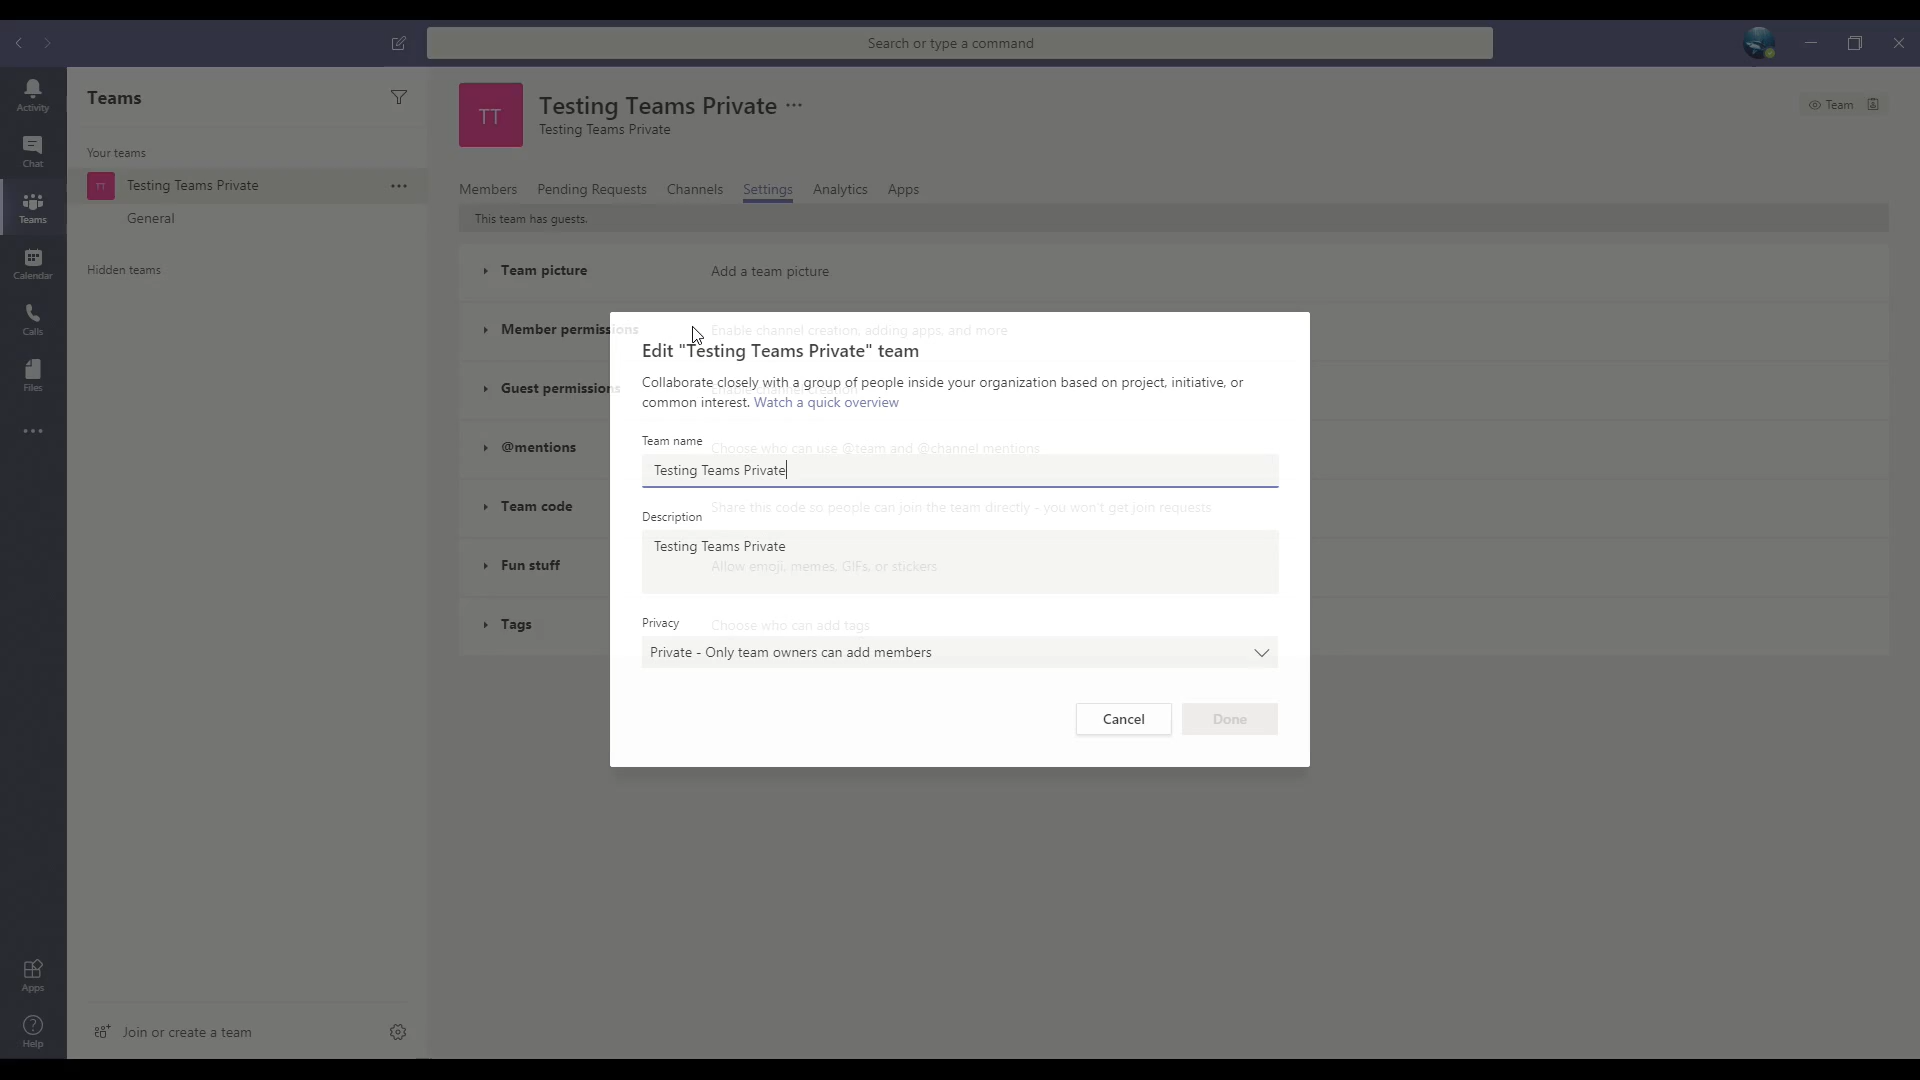 Search or type a command
Activity
Chat
Teams
Calendar
Calls
Files
Apps
Help
Teams
Your teams
TT
Testing Teams Private
General
Hidden teams
Join or create a team
TT
Testing Teams Private
Testing Teams Private
Team
Members Pending Requests Channels Settings Analytics Apps
This team has guests.
Team picture Add a team picture
Member permissions Enable channel creation, adding apps, and more
Guest permissions Enable channel creation
@mentions Choose who can use @team and @channel mentions
Team code Share this code so people can join the team directly - you won't get join requests
Fun stuff Allow emoji, memes, GIFs, or stickers
Tags Choose who can add tags
Edit "Testing Teams Private" team
Collaborate closely with a group of people inside your organization based on project, initiative, or
common interest. Watch a quick overview
Team name
Testing Teams Private
Description
Testing Teams Private
Privacy
Private - Only team owners can add members
Cancel Done